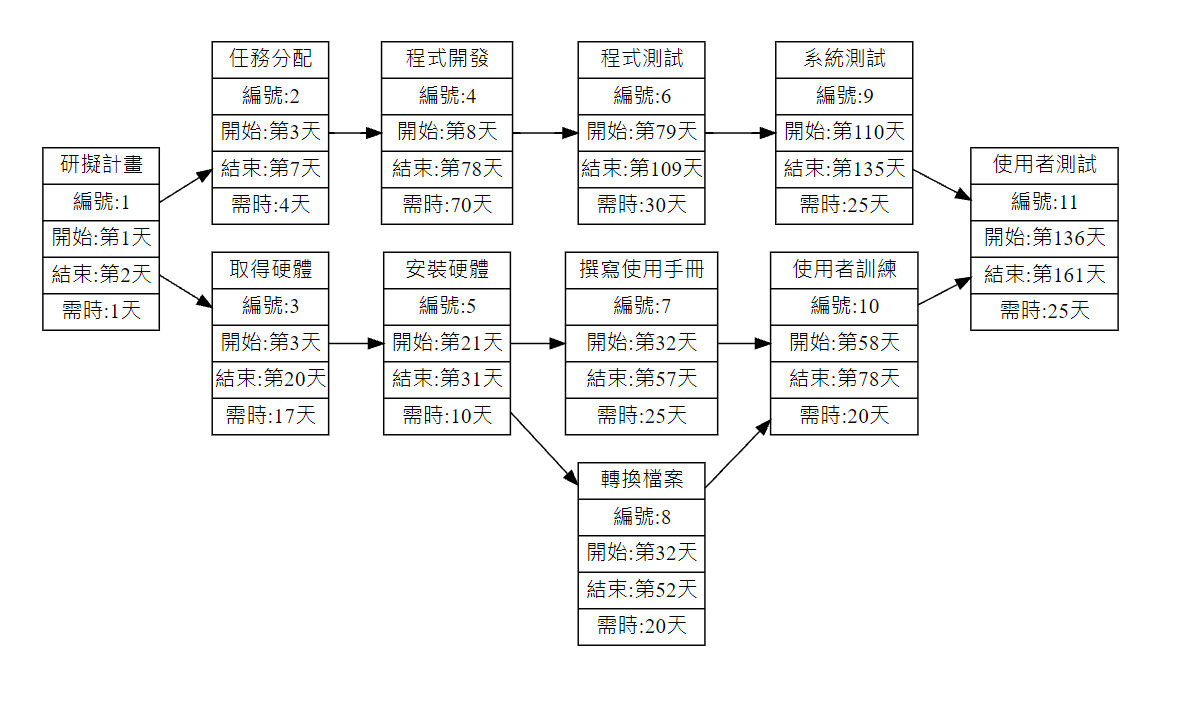 研擬計畫
編號:1
開始:第1天
結束:第2天
需時:1天
任務分配
編號:2
開始:第3天
結束:第7天
需時:4天
程式開發
編號:4
開始:第8天
結束:第78天
需時:70天
程式測試
編號:6
開始:第79天
結束:第109天
需時:30天
系統測試
編號:9
開始:第110天
結束:第135天
需時:25天
取得硬體
編號:3
開始:第3天
結束:第20天
需時:17天
安裝硬體
編號:5
開始:第21天
結束:第31天
需時:10天
撰寫使用手冊
編號:7
開始:第32天
結束:第57天
需時:25天
轉換檔案
編號:8
開始:第32天
結束:第52天
需時:20天
使用者訓練
編號:10
開始:第58天
結束:第78天
需時:20天
使用者測試
編號:11
開始:第136天
結束:第161天
需時:25天